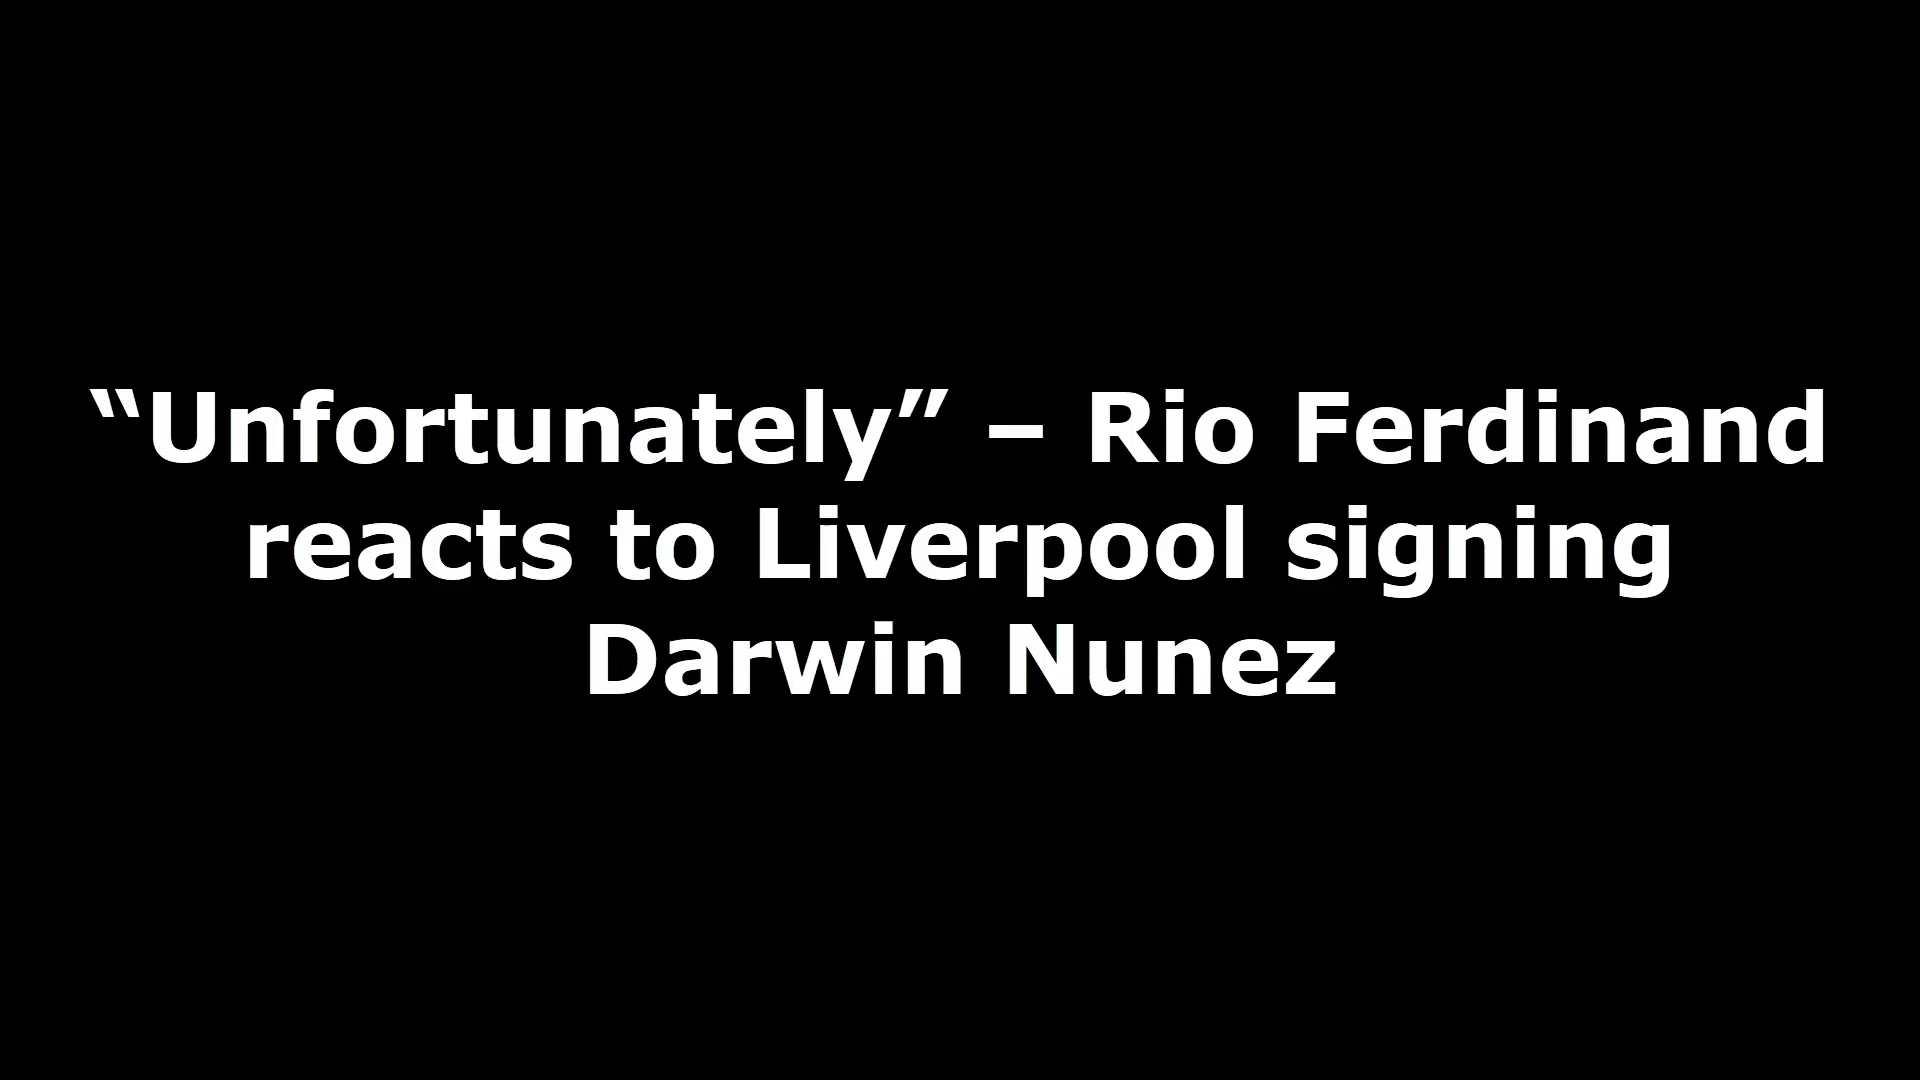 “Unfortunately” – Rio Ferdinand
reacts to Liverpool signing
Darwin Nunez